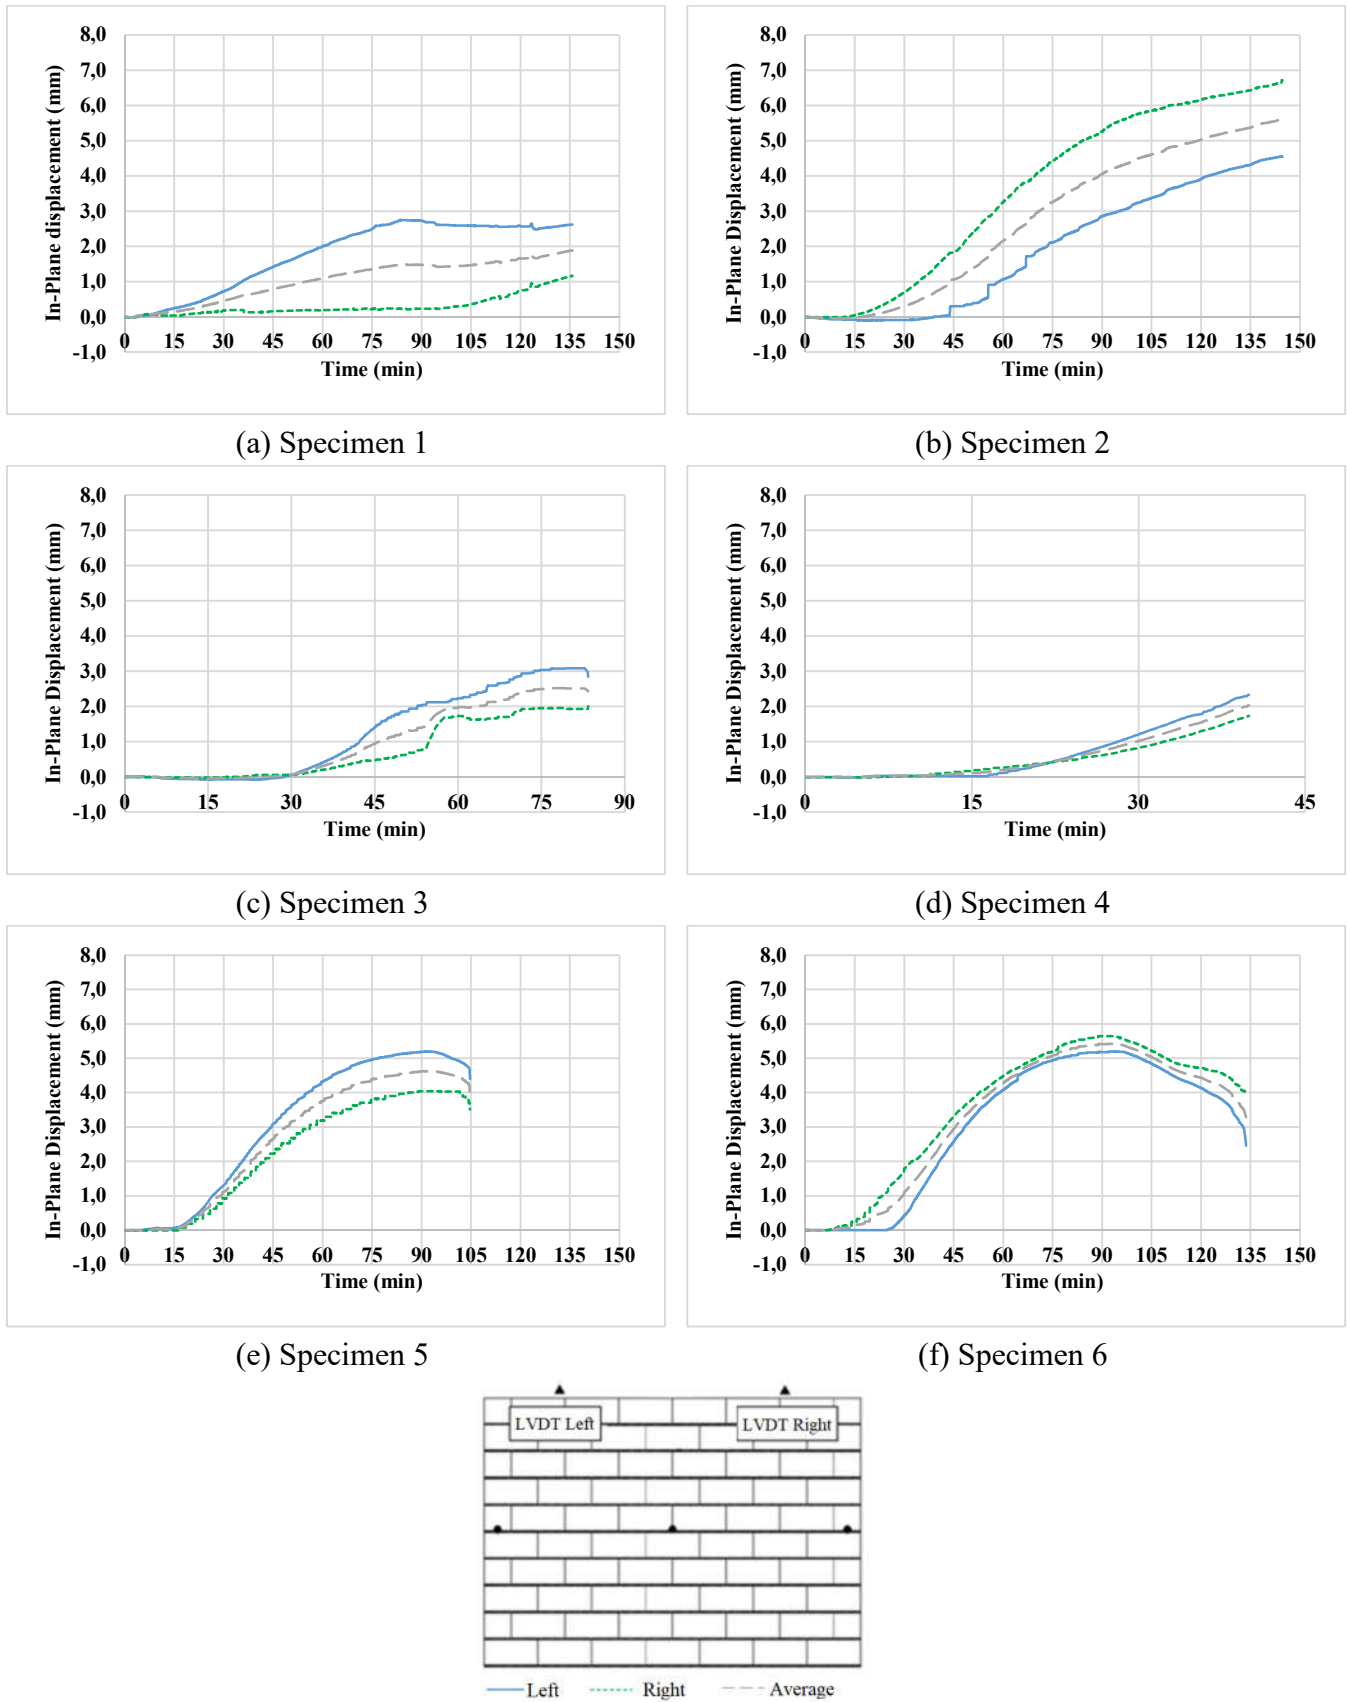 8,0
7,0
6,0
5,0
4,0
3,0
2,0
1,0
0,0
-1,0
In-Plane displacement (mm)
0 15 30 45 60 75 90 105 120 135 150
Time (min)
(a) Specimen 1
8,0
7,0
6,0
5,0
4,0
3,0
2,0
1,0
0,0
-1,0
In-Plane Displacement (mm)
0 15 30 45 60 75 90 105 120 135 150
Time (min)
(b) Specimen 2
8,0
7,0
6,0
5,0
4,0
3,0
2,0
1,0
0,0
-1,0
In-Plane Displacement (mm)
0 15 30 45 60 75 90
Time (min)
(c) Specimen 3
8,0
7,0
6,0
5,0
4,0
3,0
2,0
1,0
0,0
-1,0
In-Plane Displacement (mm)
0 15 30 45
Time (min)
(d) Specimen 4
8,0
7,0
6,0
5,0
4,0
3,0
2,0
1,0
0,0
-1,0
In-Plane Displacement (mm)
0 15 30 45 60 75 90 105 120 135 150
Time (min)
(e) Specimen 5
8,0
7,0
6,0
5,0
4,0
3,0
2,0
1,0
0,0
-1,0
In-Plane Displacement (mm)
0 15 30 45 60 75 90 105 120 135 150
Time (min)
(f) Specimen 6
LVDT Left LVDT Right
Left Right Average